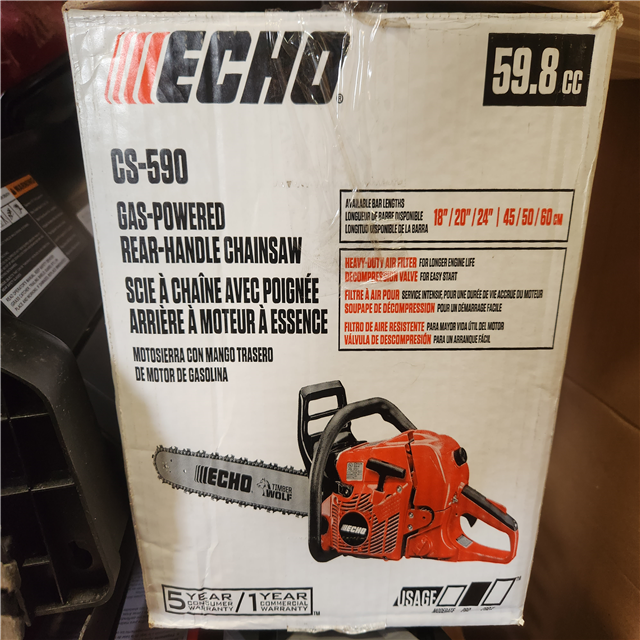 ECHO®
59.8 CC
CS-590
GAS-POWERED
REAR-HANDLE CHAINSAW
SCIE À CHAÎNE AVEC POIGNÉE
ARRIÈRE À MOTEUR À ESSENCE
MOTOSIERRA CON MANGO TRASERO
DE MOTOR DE GASOLINA
AVAILABLE BAR LENGTHS
LONGUEUR DE BARRE DISPONIBLE
LONGITUD DISPONIBLE DE LA BARRA
18"/20"/24" | 45/50/60 CM
HEAVY-DUTY AIR FILTER FOR LONGER ENGINE LIFE
DECOMPRESSION VALVE FOR EASY START
FILTRE À AIR POUR SERVICE INTENSIF, POUR UNE DURÉE DE VIE ACCRUE DU MOTEUR
SOUPAPE DE DÉCOMPRESSION POUR UN DÉMARRAGE FACILE
FILTRO DE AIRE RESISTENTE PARA MAYOR VIDA ÚTIL DEL MOTOR
VÁLVULA DE DESCOMPRESIÓN PARA UN ARRANQUE FÁCIL
ECHO
TIMBER
WOLF
ECHO
5 YEAR CONSUMER WARRANTY / 1 YEAR COMMERCIAL WARRANTY™
USAGE
MODERATE PRO